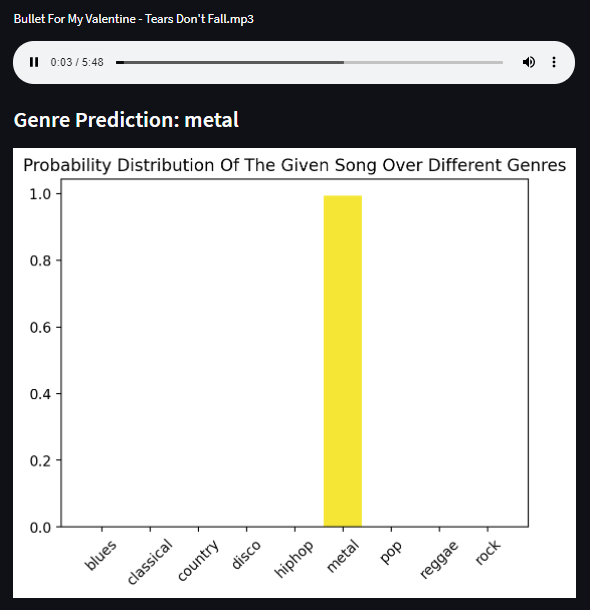 Bullet For My Valentine - Tears Don't Fall.mp3
0:03 / 5:48
Genre Prediction: metal
Probability Distribution Of The Given Song Over Different Genres
1.0
0.8
0.6
0.4
0.2
0.0
blues classical country disco hiphop metal pop reggae rock